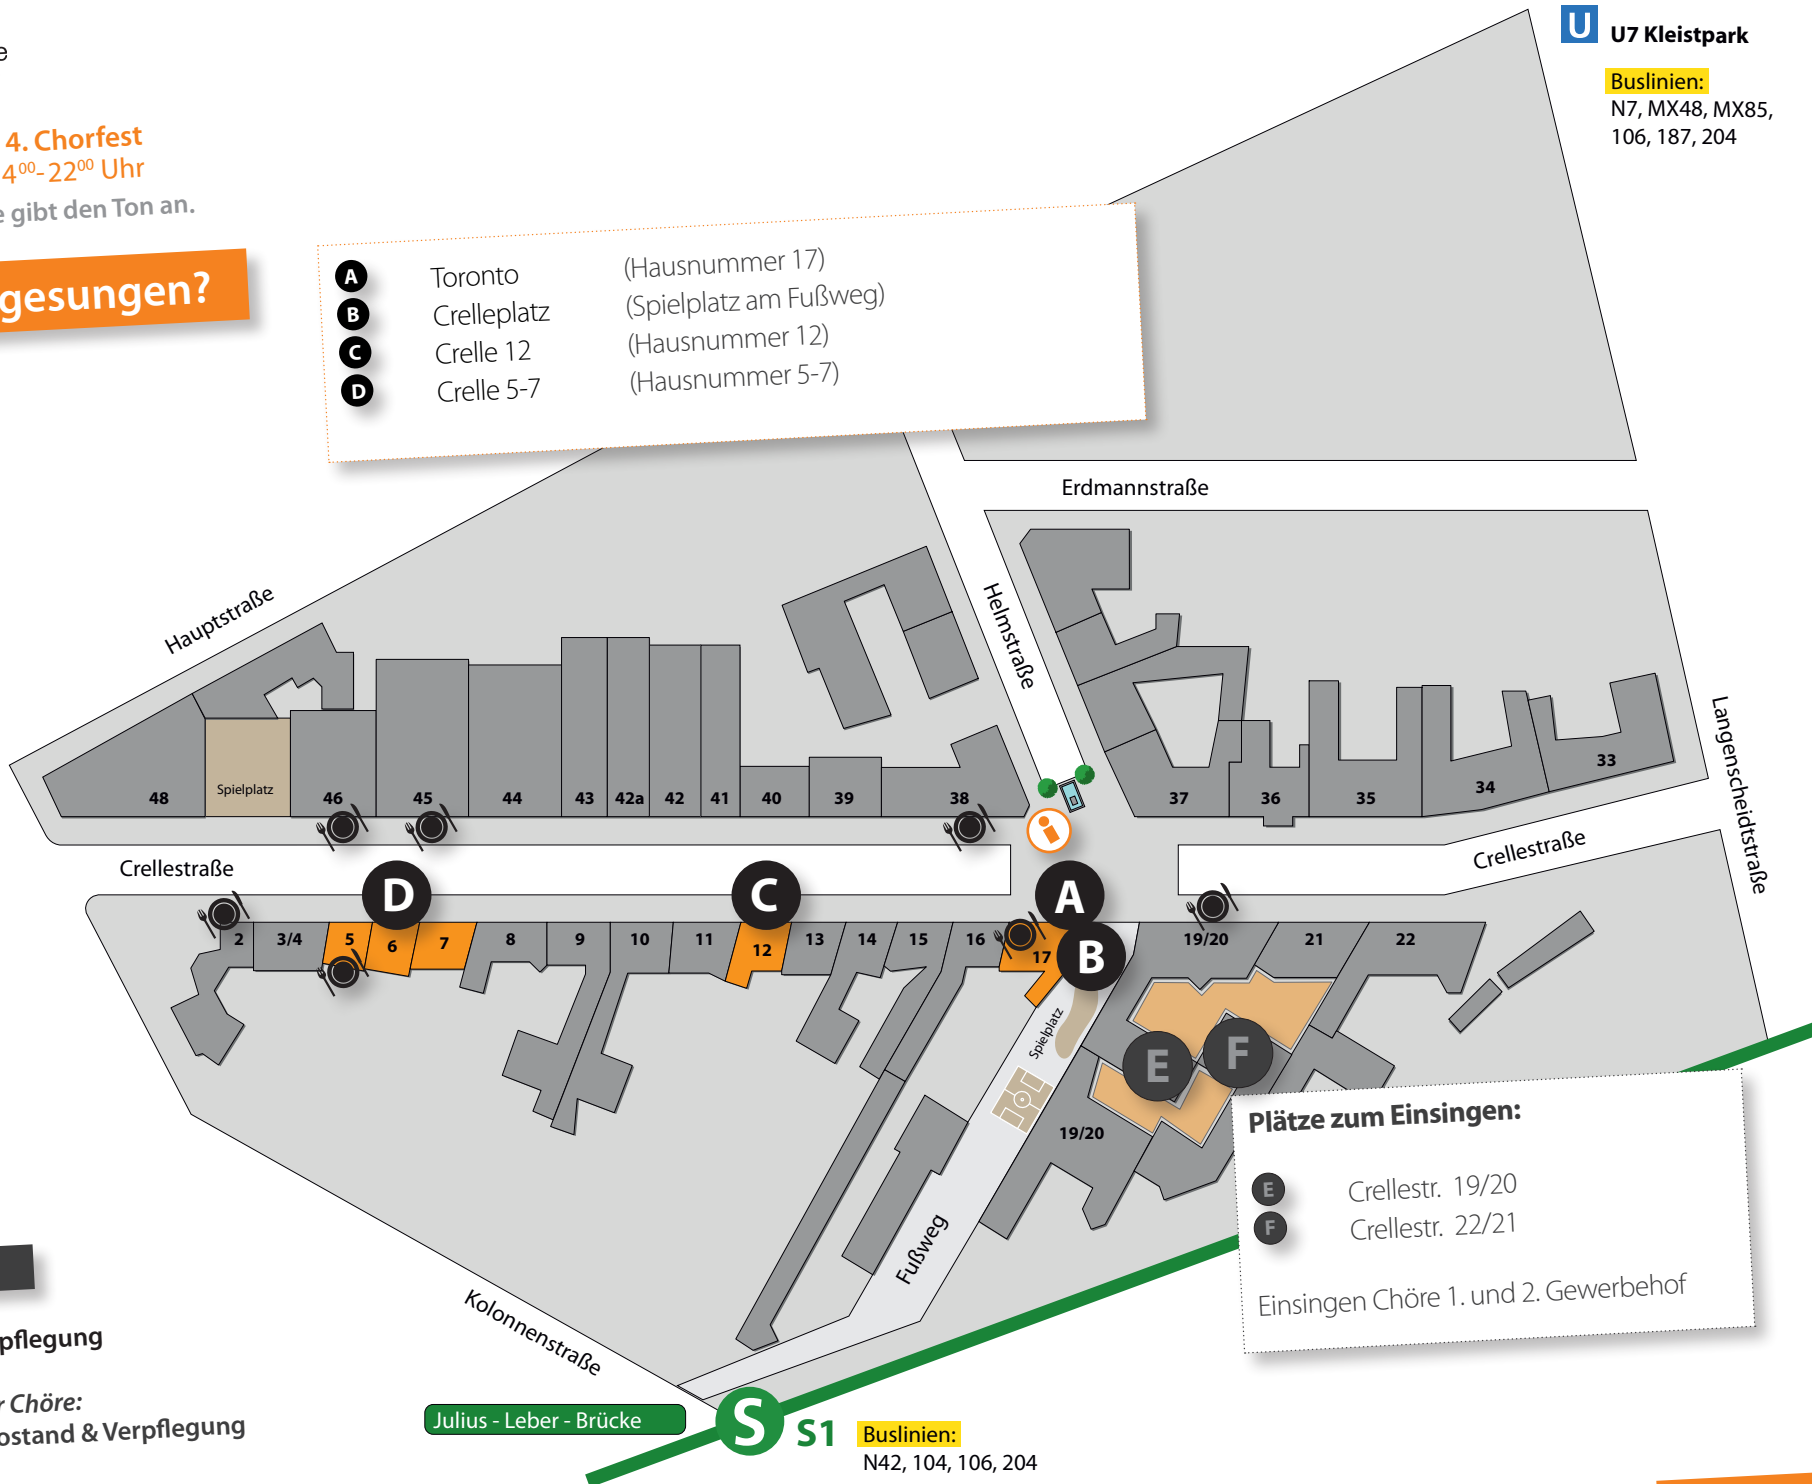 e
4. Chorfest
4⁰⁰-22⁰⁰ Uhr
e gibt den Ton an.
gesungen?
U U7 Kleistpark
Buslinien:
N7, MX48, MX85,
106, 187, 204
A Toronto (Hausnummer 17)
B Crelleplatz (Spielplatz am Fußweg)
C Crelle 12 (Hausnummer 12)
D Crelle 5-7 (Hausnummer 5-7)
Erdmannstraße
Hauptstraße
Helmstraße
Langenscheidtstraße
48
Spielplatz
46
45
44
43
42a
42
41
40
39
38
37
36
35
34
33
Crellestraße
Crellestraße
D
C
A
B
2
3/4
5
6
7
8
9
10
11
12
13
14
15
16
17
19/20
21
22
Spielplatz
E
F
19/20
Fußweg
Plätze zum Einsingen:
E Crellestr. 19/20
F Crellestr. 22/21
Einsingen Chöre 1. und 2. Gewerbehof
Kolonnenstraße
pflegung
r Chöre:
ostand & Verpflegung
Julius - Leber - Brücke
S S1
Buslinien:
N42, 104, 106, 204